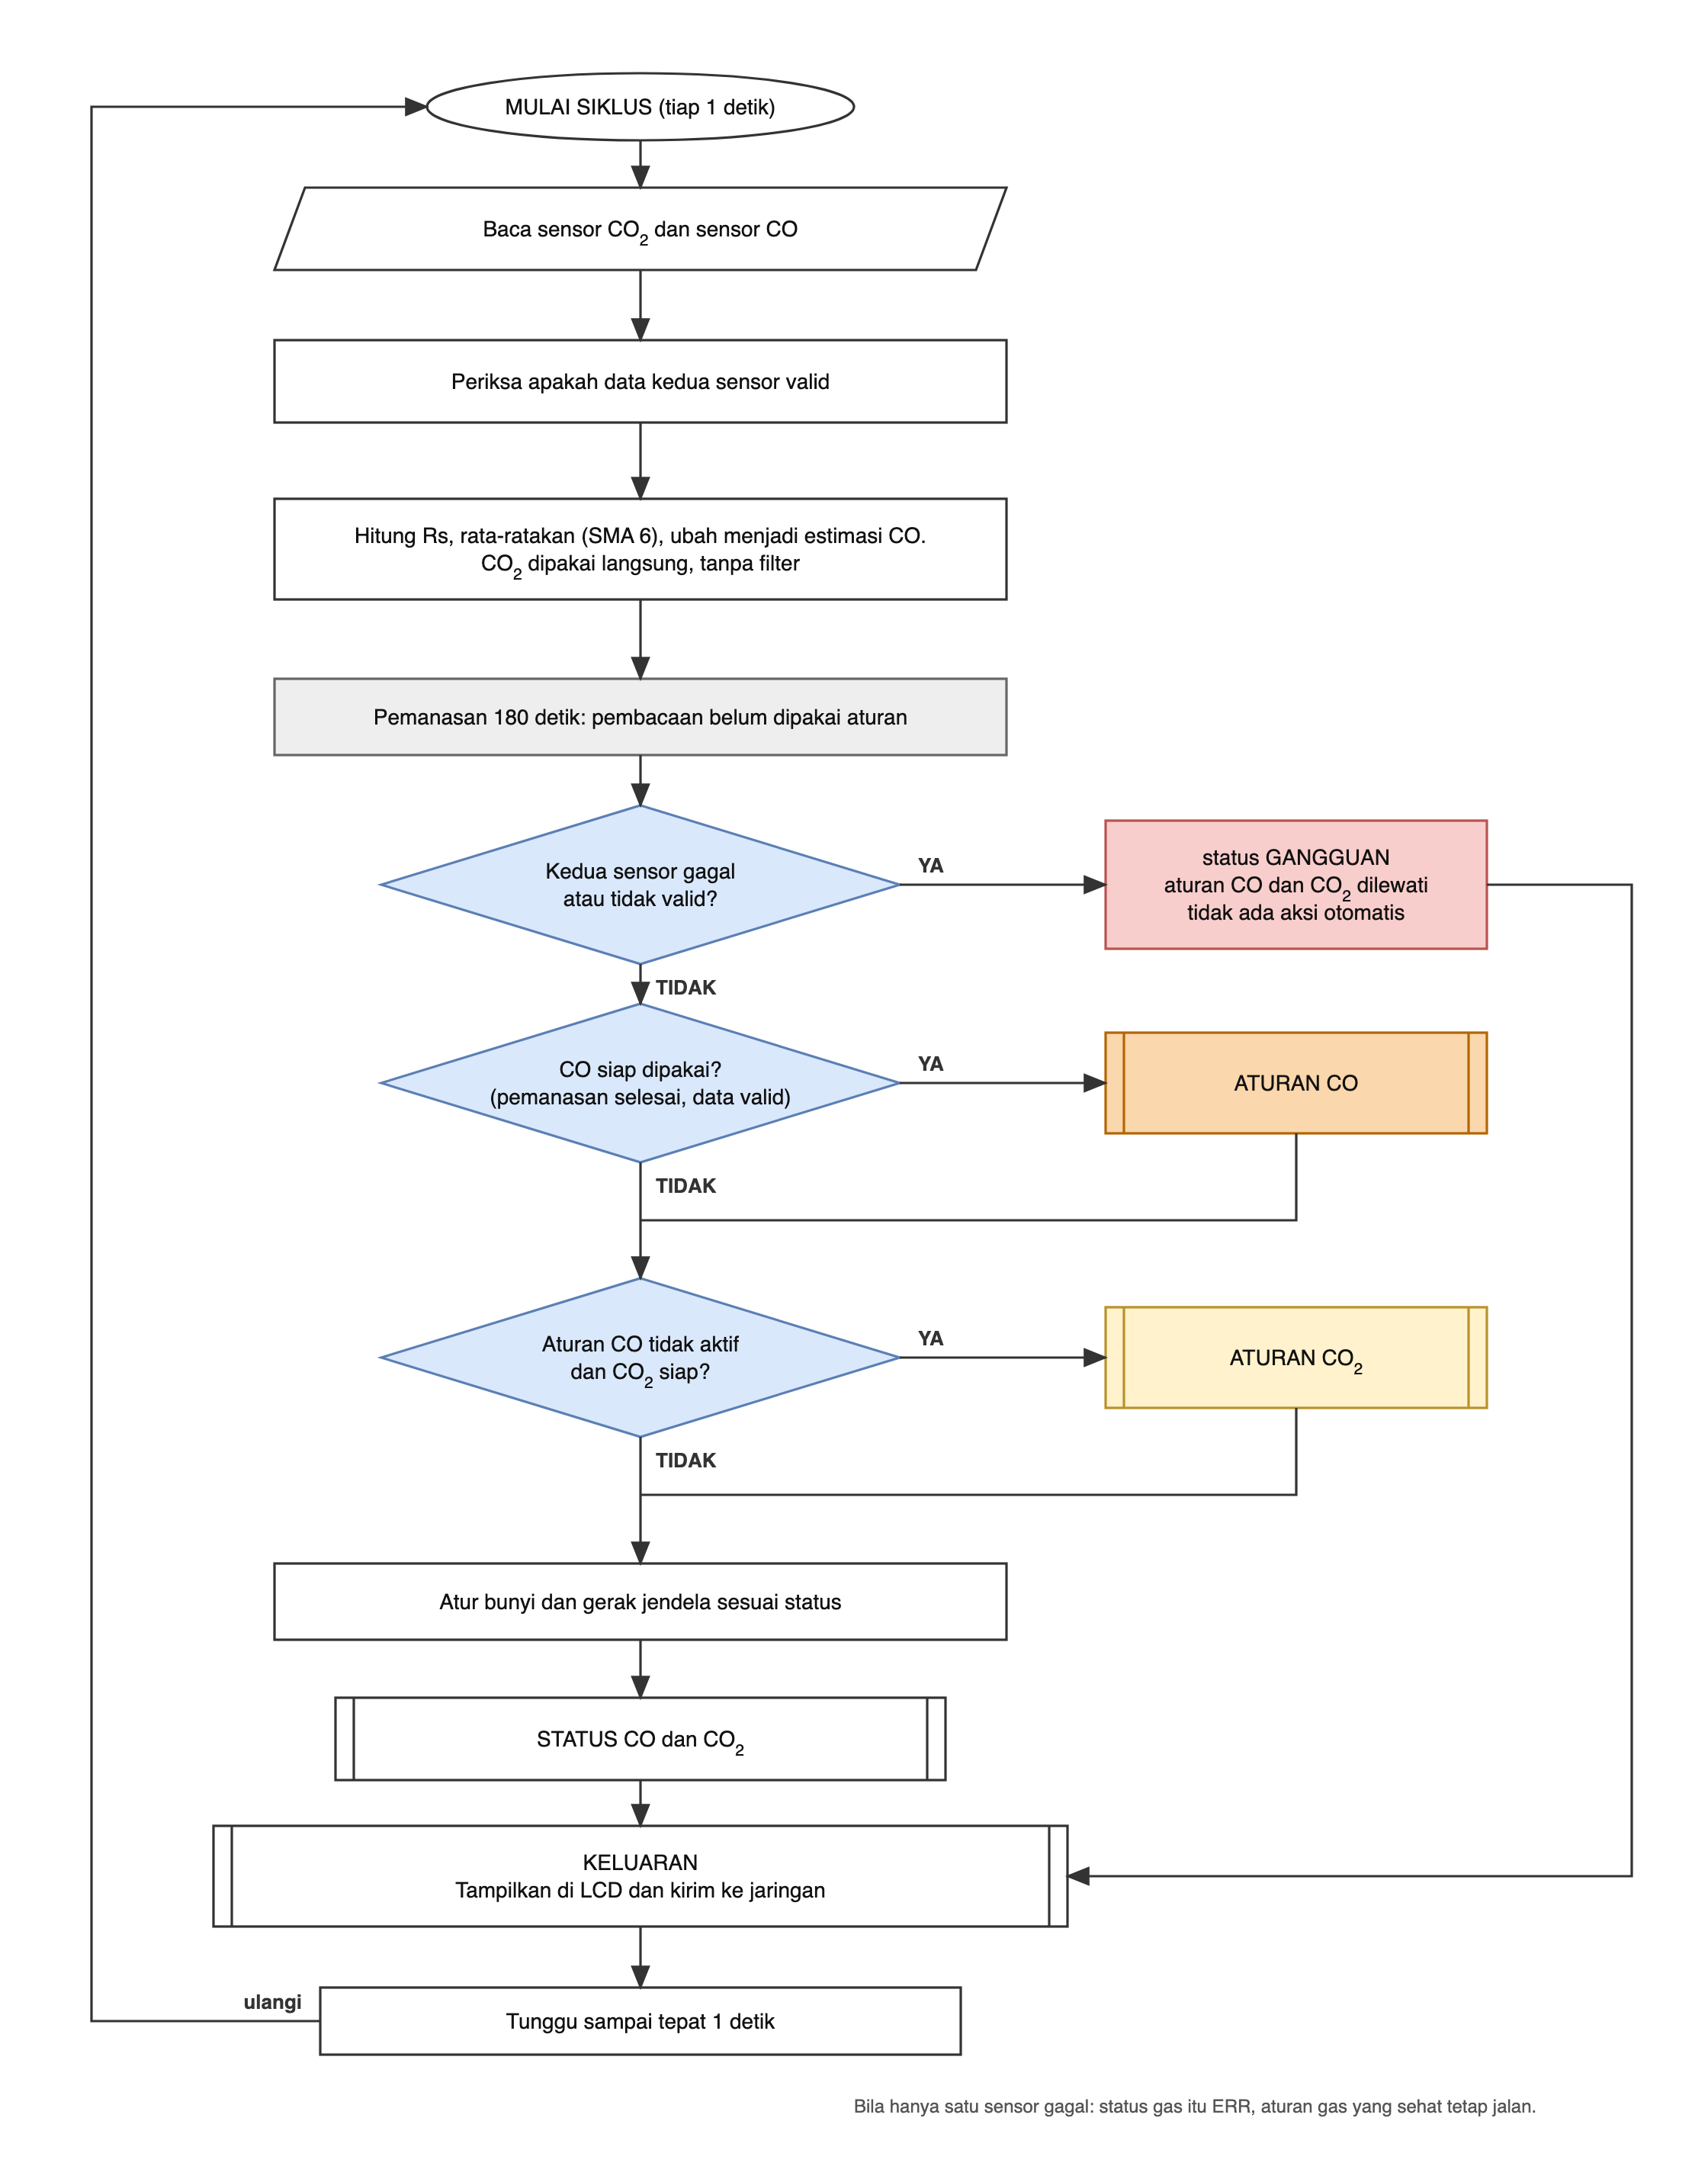 MULAI SIKLUS (tiap 1 detik)
Baca sensor CO₂ dan sensor CO
Periksa apakah data kedua sensor valid
Hitung Rs, rata-ratakan (SMA 6), ubah menjadi estimasi CO.
CO₂ dipakai langsung, tanpa filter
Pemanasan 180 detik: pembacaan belum dipakai aturan
Kedua sensor gagal
atau tidak valid?
YA
status GANGGUAN
aturan CO dan CO₂ dilewati
tidak ada aksi otomatis
TIDAK
CO siap dipakai?
(pemanasan selesai, data valid)
YA
ATURAN CO
TIDAK
Aturan CO tidak aktif
dan CO₂ siap?
YA
ATURAN CO₂
TIDAK
Atur bunyi dan gerak jendela sesuai status
STATUS CO dan CO₂
KELUARAN
Tampilkan di LCD dan kirim ke jaringan
ulangi
Tunggu sampai tepat 1 detik
Bila hanya satu sensor gagal: status gas itu ERR, aturan gas yang sehat tetap jalan.